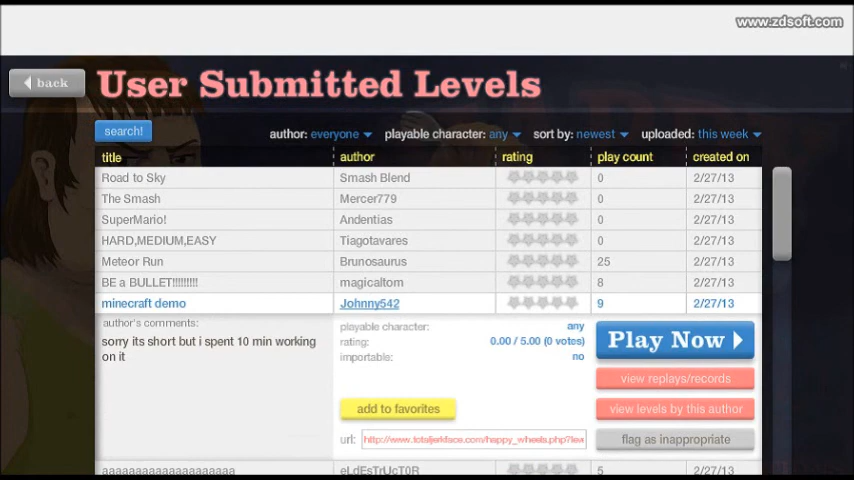 www.zdsoft.com
back
User Submitted Levels
search! author: everyone playable character: any sort by: newest uploaded: this week
title author rating play count created on
Road to Sky Smash Blend 0 2/27/13
The Smash Mercer779 0 2/27/13
SuperMario! Andentias 0 2/27/13
HARD,MEDIUM,EASY Tiagotavares 0 2/27/13
Meteor Run Brunosaurus 25 2/27/13
BE a BULLET!!!!!!!!! magicaltom 8 2/27/13
minecraft demo Johnny542 9 2/27/13
author's comments:
sorry its short but i spent 10 min working
on it
playable character: any
rating: 0.00 / 5.00 (0 votes)
importable: no
add to favorites
url: http://www.totaljerkface.com/happy_wheels.php?leve
Play Now
view replays/records
view levels by this author
flag as inappropriate
eLdEsTrUcT0R 5 2/27/13